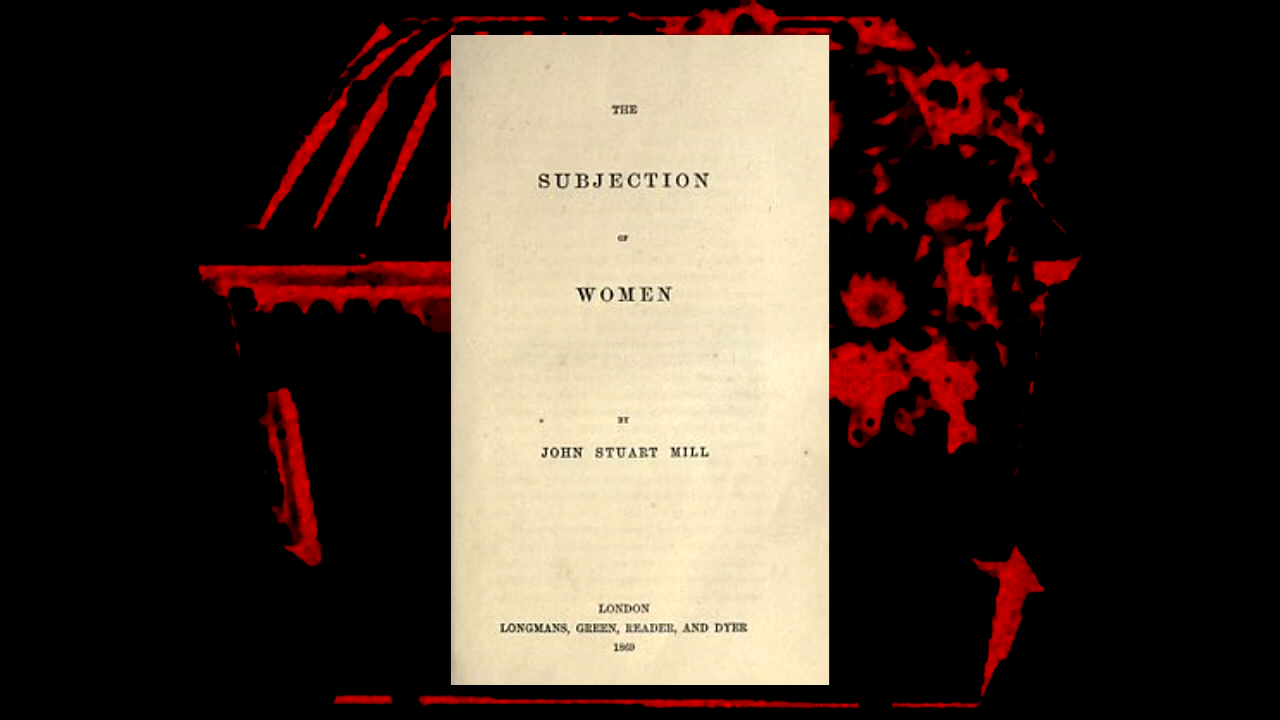 THE
SUBJECTION
OF
WOMEN
BY
JOHN STUART MILL
LONDON
LONGMANS, GREEN, READER, AND DYER
1869